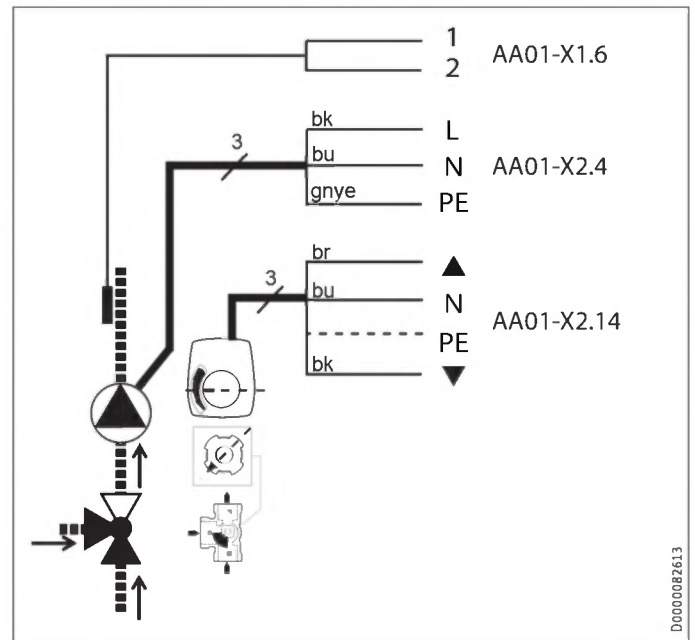 1
AA01-X1.6
2
bk
L
3
bu
N
AA01-X2.4
gnye
PE
br
▲
3
bu
N
AA01-X2.14
PE
bk
▼
D0000082613